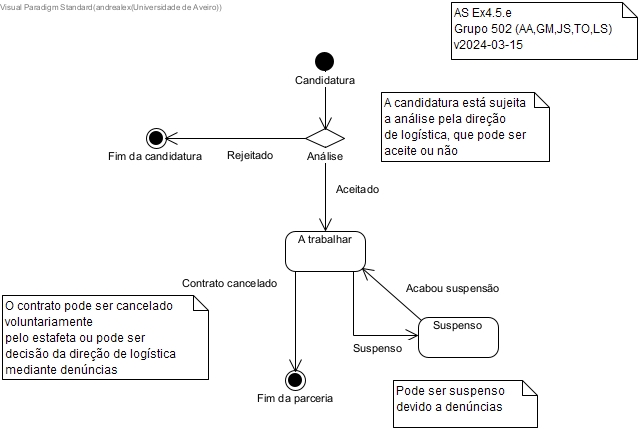 Visual Paradigm Standard(andrealex(Universidade de Aveiro))
AS Ex4.5.e
Grupo 502 (AA,GM,JS,TO,LS)
v2024-03-15
Candidatura
A candidatura está sujeita
a análise pela direção
de logística, que pode ser
aceite ou não
Fim da candidatura
Rejeitado
Análise
Aceitado
A trabalhar
Contrato cancelado
Acabou suspensão
O contrato pode ser cancelado
voluntariamente
pelo estafeta ou pode ser
decisão da direção de logística
mediante denúncias
Suspenso
Suspenso
Fim da parceria
Pode ser suspenso
devido a denúncias